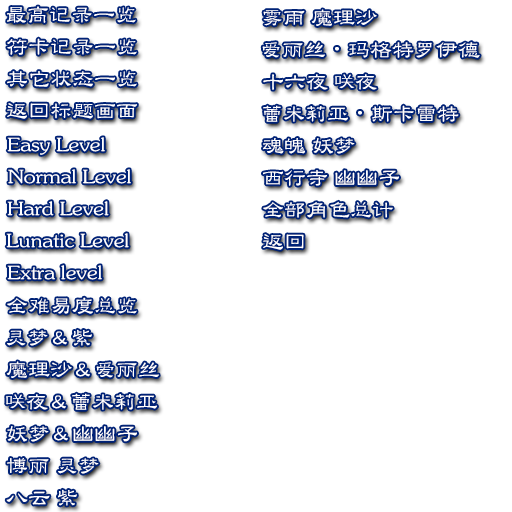 最高记录一览
符卡记录一览
其它状态一览
返回标题画面
Easy Level
Normal Level
Hard Level
Lunatic Level
Extra level
全难易度总览
灵梦＆紫
魔理沙＆爱丽丝
咲夜＆蕾米莉亚
妖梦＆幽幽子
博丽 灵梦
八云 紫
雾雨 魔理沙
爱丽丝・玛格特罗伊德
十六夜 咲夜
蕾米莉亚・斯卡雷特
魂魄 妖梦
西行寺 幽幽子
全部角色总计
返回